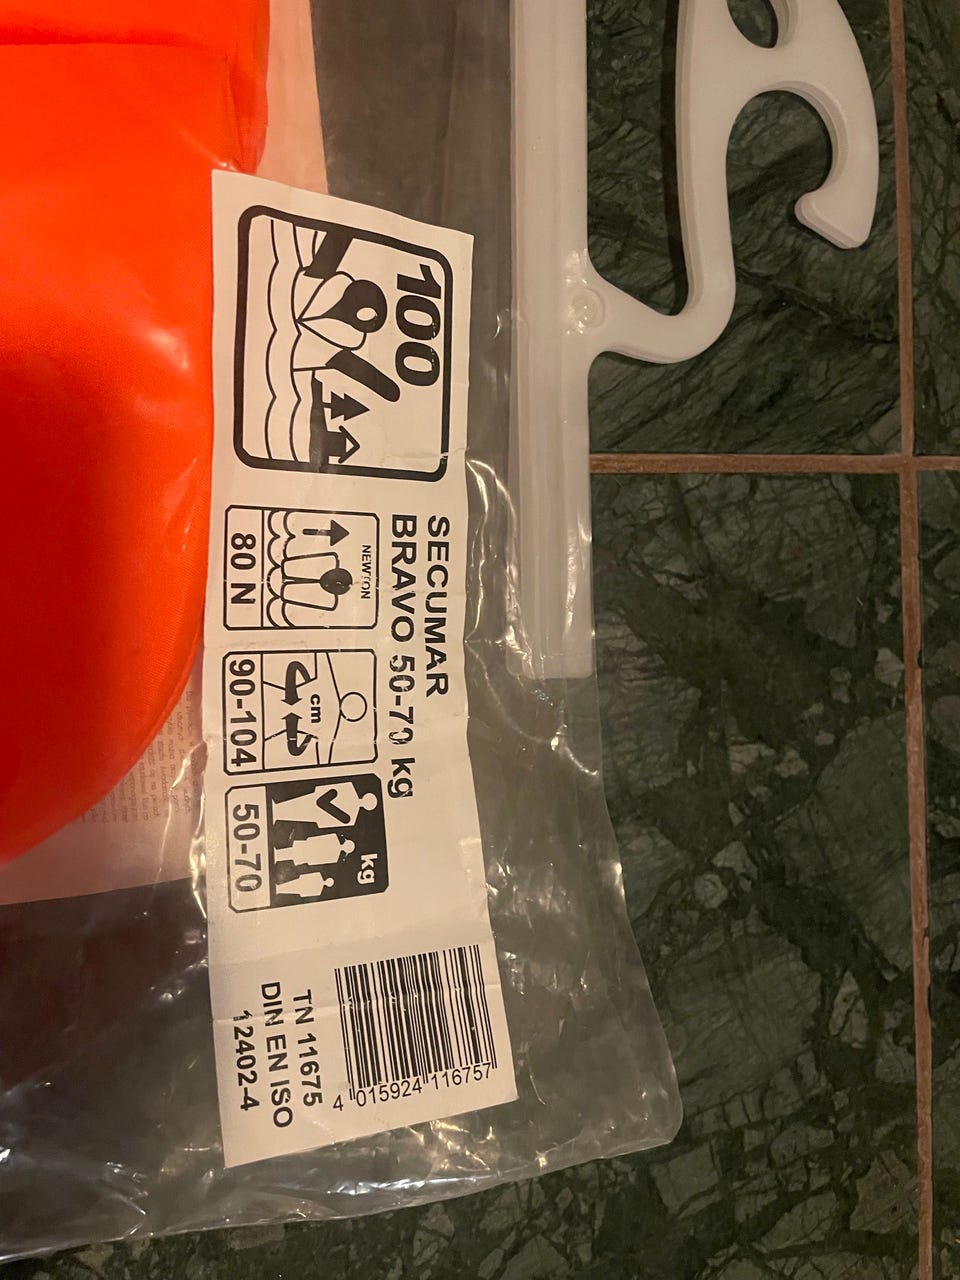 100
SECUMAR
BRAVO 50-70 kg
NEWTON
80 N
cm
90-104
kg
50-70
4 015924 116757
TN 11675
DIN EN ISO
12402-4